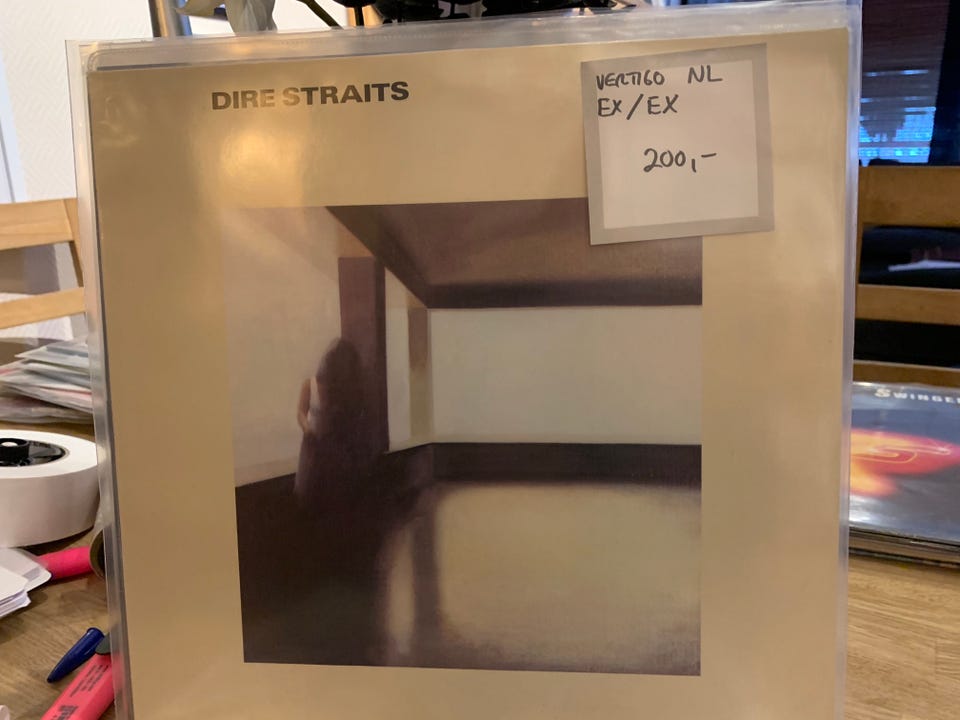 DIRE STRAITS
VERTIGO NL
EX/EX
200,-